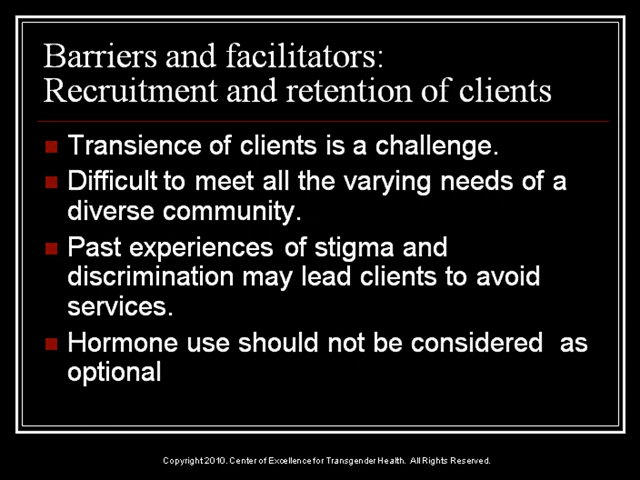 Barriers and facilitators:
Recruitment and retention of clients
Transience of clients is a challenge.
Difficult to meet all the varying needs of a
diverse community.
Past experiences of stigma and
discrimination may lead clients to avoid
services.
Hormone use should not be considered as
optional
Copyright 2010. Center of Excellence for Transgender Health. All Rights Reserved.